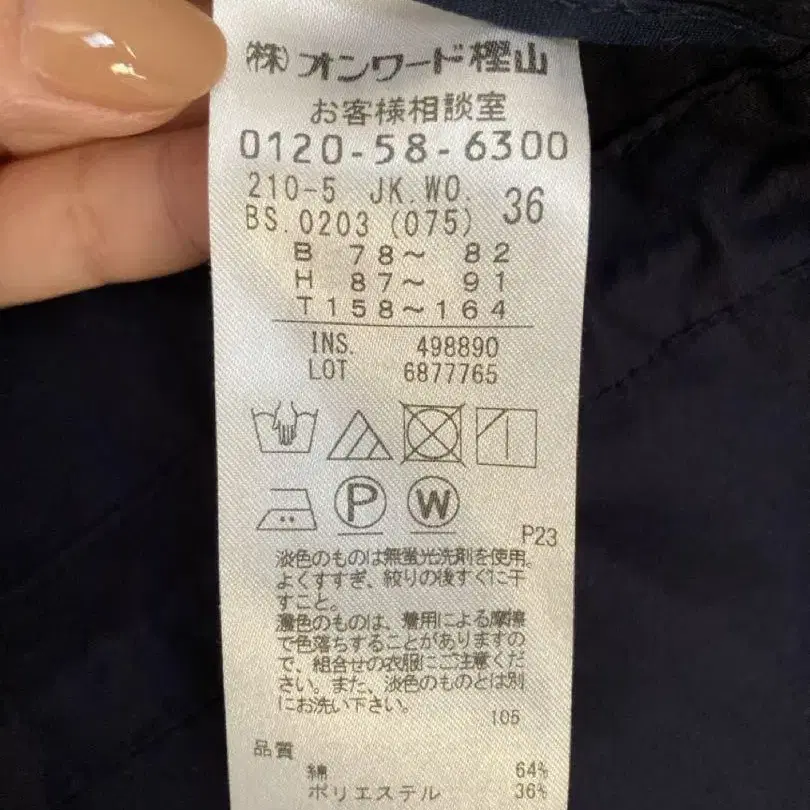 ㈱オンワード樫山
お客様相談室
0120-58-6300
210-5 JK.WO. 36
BS.0203 (075)
B 78～ 82
H 87～ 91
T158～164
INS. 498890
LOT 6877765
P W
P23
淡色のものは無蛍光洗剤を使用。
よくすすぎ、絞りの後すぐに干
すこと。
濃色のものは、着用による摩擦
で色落ちすることがありますの
で、組合せの衣服にご注意くだ
さい。また、淡色のものとは別
にお洗い下さい。
105
品質
綿 64%
ポリエステル 36%